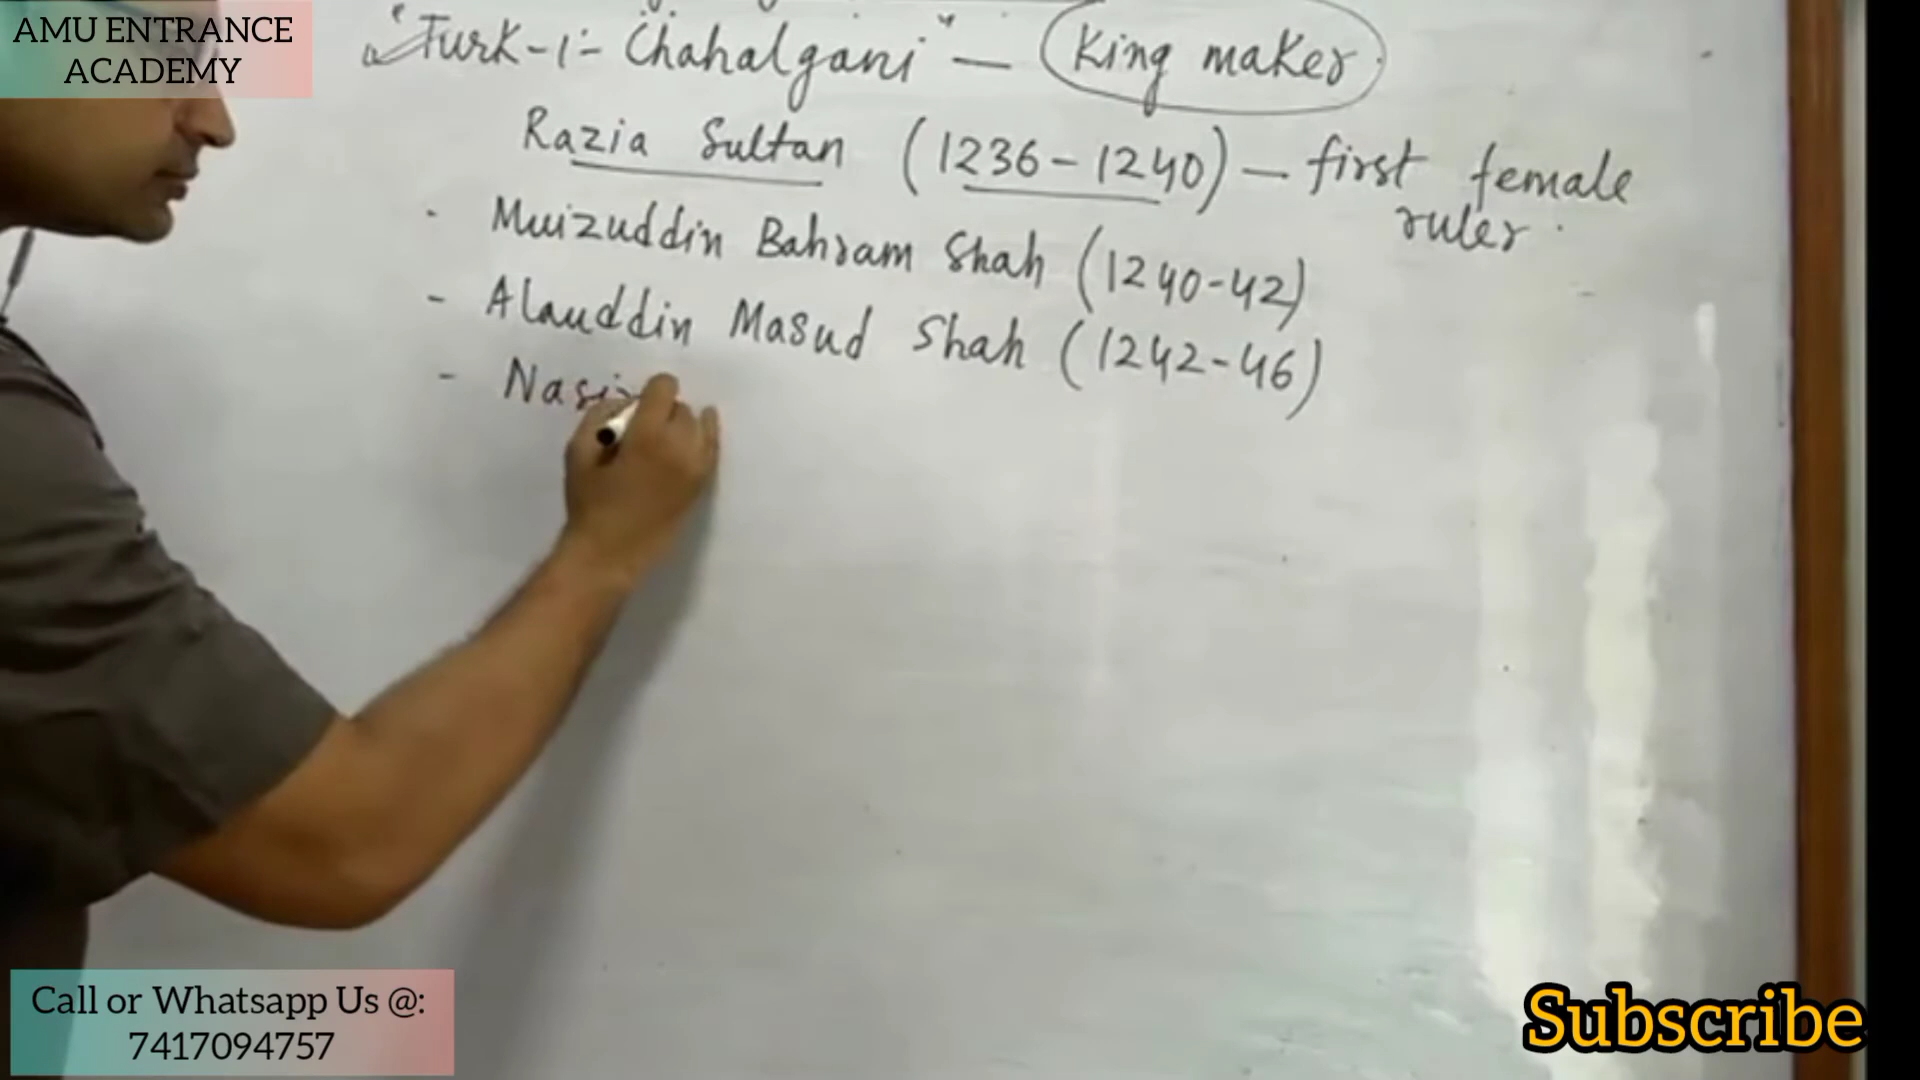 AMU ENTRANCE
ACADEMY
"Turk-i-Chahalgani" — King maker.
Razia Sultan (1236-1240) — first female
ruler.
- Muizuddin Bahram Shah (1240-42)
- Alauddin Masud Shah (1242-46)
- Nasir
Call or Whatsapp Us @:
7417094757
Subscribe